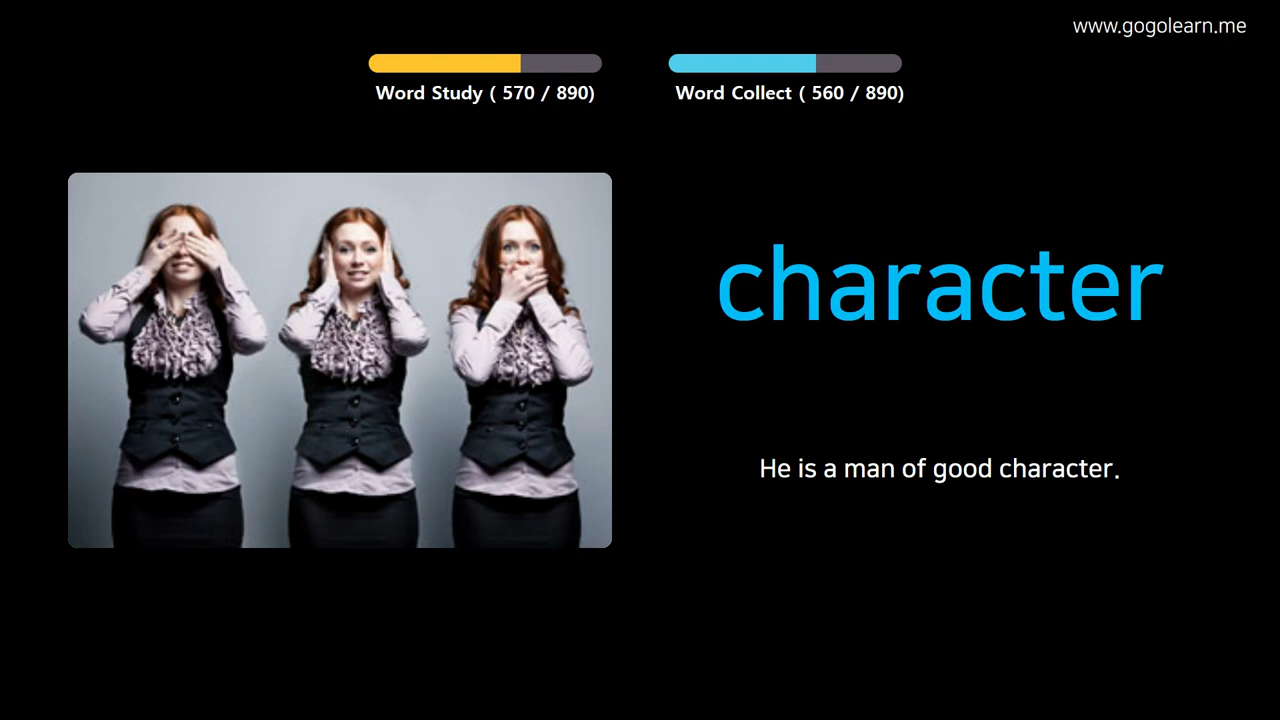 www.gogolearn.me
Word Study ( 570 / 890)
Word Collect ( 560 / 890)
character
He is a man of good character.